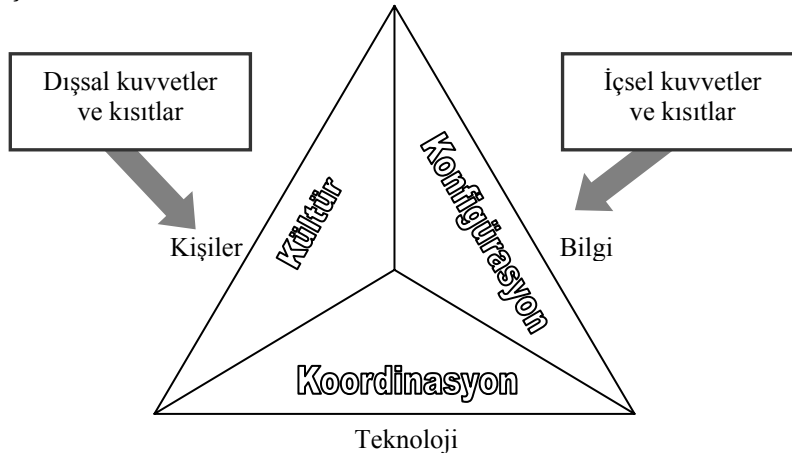 Dışsal kuvvetler
ve kısıtlar
İçsel kuvvetler
ve kısıtlar
Kişiler
Kültür
Konfigürasyon
Bilgi
Koordinasyon
Teknoloji